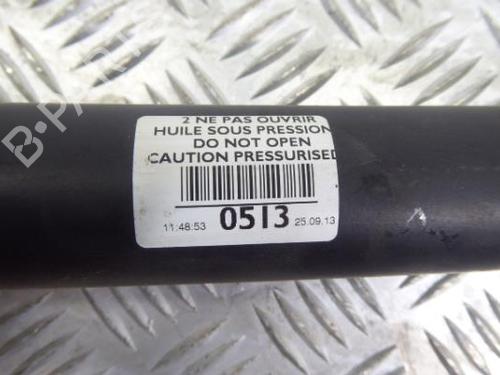 2 NE PAS OUVRIR
HUILE SOUS PRESSION
DO NOT OPEN
CAUTION PRESSURISED
11:48:53 0513 25.09.13
B-PARTS